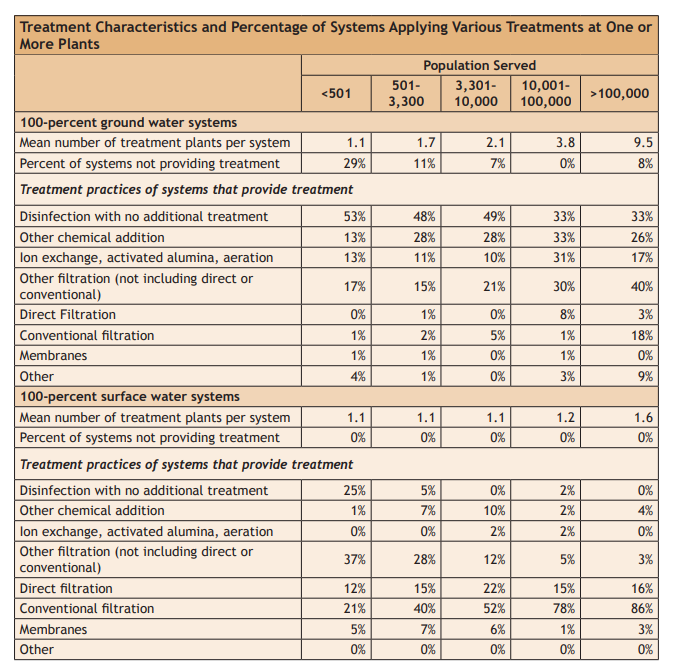 Treatment Characteristics and Percentage of Systems Applying Various Treatments at One or
More Plants
Population Served
<501 501-3,300 3,301-10,000 10,001-100,000 >100,000
100-percent ground water systems
Mean number of treatment plants per system 1.1 1.7 2.1 3.8 9.5
Percent of systems not providing treatment 29% 11% 7% 0% 8%
Treatment practices of systems that provide treatment
Disinfection with no additional treatment 53% 48% 49% 33% 33%
Other chemical addition 13% 28% 28% 33% 26%
Ion exchange, activated alumina, aeration 13% 11% 10% 31% 17%
Other filtration (not including direct or
conventional) 17% 15% 21% 30% 40%
Direct Filtration 0% 1% 0% 8% 3%
Conventional filtration 1% 2% 5% 1% 18%
Membranes 1% 1% 0% 1% 0%
Other 4% 1% 0% 3% 9%
100-percent surface water systems
Mean number of treatment plants per system 1.1 1.1 1.1 1.2 1.6
Percent of systems not providing treatment 0% 0% 0% 0% 0%
Treatment practices of systems that provide treatment
Disinfection with no additional treatment 25% 5% 0% 2% 0%
Other chemical addition 1% 7% 10% 2% 4%
Ion exchange, activated alumina, aeration 0% 0% 2% 2% 0%
Other filtration (not including direct or
conventional) 37% 28% 12% 5% 3%
Direct filtration 12% 15% 22% 15% 16%
Conventional filtration 21% 40% 52% 78% 86%
Membranes 5% 7% 6% 1% 3%
Other 0% 0% 0% 0% 0%